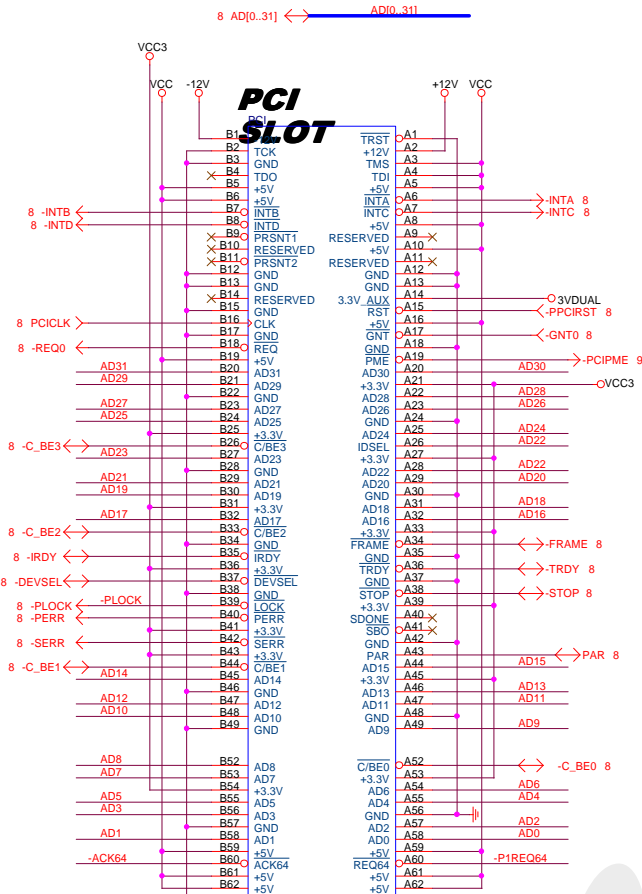 8 AD[0..31] AD[0..31]
VCC3
VCC -12V +12V VCC
PCI SLOT
PCI
B1 TRST A1
B2 TCK +12V A2
B3 GND TMS A3
B4 TDO TDI A4
B5 +5V +5V A5
B6 +5V INTA A6 -INTA 8
8 -INTB B7 INTB INTC A7 -INTC 8
8 -INTD B8 INTD +5V A8
B9 PRSNT1 RESERVED A9
B10 RESERVED +5V A10
B11 PRSNT2 RESERVED A11
B12 GND GND A12
B13 GND GND A13
B14 RESERVED 3.3V_AUX A14 3VDUAL
B15 GND RST A15 -PPCIRST 8
8 PCICLK B16 CLK +5V A16
B17 GND GNT A17 -GNT0 8
8 -REQ0 B18 REQ GND A18
B19 +5V PME A19 -PCIPME 9
AD31 B20 AD31 AD30 A20 AD30
AD29 B21 AD29 +3.3V A21 VCC3
B22 GND AD28 A22 AD28
AD27 B23 AD27 AD26 A23 AD26
AD25 B24 AD25 GND A24
B25 +3.3V AD24 A25 AD24
8 -C_BE3 B26 C/BE3 IDSEL A26 AD22
AD23 B27 AD23 +3.3V A27
B28 GND AD22 A28 AD22
AD21 B29 AD21 AD20 A29 AD20
AD19 B30 AD19 GND A30
B31 +3.3V AD18 A31 AD18
AD17 B32 AD17 AD16 A32 AD16
8 -C_BE2 B33 C/BE2 +3.3V A33
B34 GND FRAME A34 -FRAME 8
8 -IRDY B35 IRDY GND A35
B36 +3.3V TRDY A36 -TRDY 8
8 -DEVSEL B37 DEVSEL GND A37
B38 GND STOP A38 -STOP 8
8 -PLOCK -PLOCK B39 LOCK +3.3V A39
8 -PERR B40 PERR SDONE A40
B41 +3.3V SBO A41
8 -SERR B42 SERR GND A42
B43 +3.3V PAR A43 PAR 8
8 -C_BE1 B44 C/BE1 AD15 A44 AD15
AD14 B45 AD14 +3.3V A45
B46 GND AD13 A46 AD13
AD12 B47 AD12 AD11 A47 AD11
AD10 B48 AD10 GND A48
B49 GND AD9 A49 AD9
AD8 B52 AD8 C/BE0 A52 -C_BE0 8
AD7 B53 AD7 +3.3V A53
B54 +3.3V AD6 A54 AD6
AD5 B55 AD5 AD4 A55 AD4
AD3 B56 AD3 GND A56
B57 GND AD2 A57 AD2
AD1 B58 AD1 AD0 A58 AD0
B59 +5V +5V A59
-ACK64 B60 ACK64 REQ64 A60 -P1REQ64
B61 +5V +5V A61
B62 +5V +5V A62